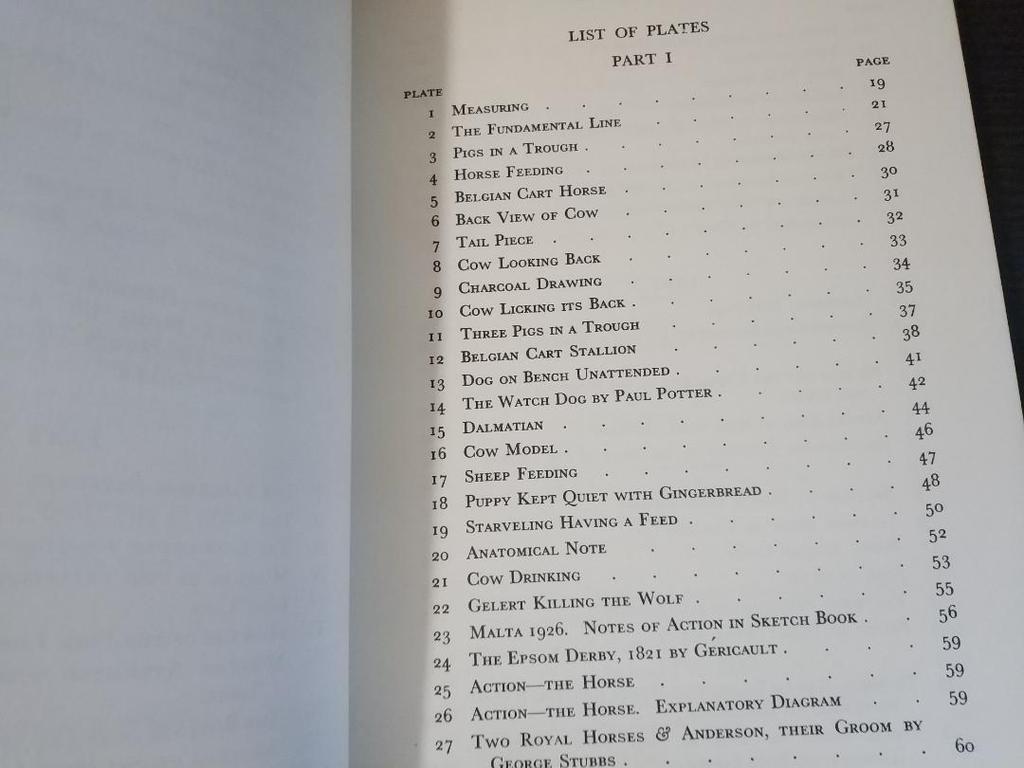 LIST OF PLATES
PART I
PLATE PAGE
1 Measuring . . . . . . . . . 19
2 The Fundamental Line . . . . . . 21
3 Pigs in a Trough . . . . . . . 27
4 Horse Feeding . . . . . . . 28
5 Belgian Cart Horse . . . . . . . 30
6 Back View of Cow . . . . . . . 31
7 Tail Piece . . . . . . . . . 32
8 Cow Looking Back . . . . . . . 33
9 Charcoal Drawing . . . . . . . 34
10 Cow Licking its Back . . . . . . . 35
11 Three Pigs in a Trough . . . . . . 37
12 Belgian Cart Stallion . . . . . . 38
13 Dog on Bench Unattended . . . . . . 41
14 The Watch Dog by Paul Potter . . . . . 42
15 Dalmatian . . . . . . . . . 44
16 Cow Model . . . . . . . . . 46
17 Sheep Feeding . . . . . . . . 47
18 Puppy Kept Quiet with Gingerbread . . . . 48
19 Starveling Having a Feed . . . . . . 50
20 Anatomical Note . . . . . . . 52
21 Cow Drinking . . . . . . . . 53
22 Gelert Killing the Wolf . . . . . . 55
23 Malta 1926. Notes of Action in Sketch Book . . 56
24 The Epsom Derby, 1821 by Géricault . . . . 59
25 Action—the Horse . . . . . . . 59
26 Action—the Horse. Explanatory Diagram . . 59
27 Two Royal Horses & Anderson, their Groom by
George Stubbs . . . . . . . . 60